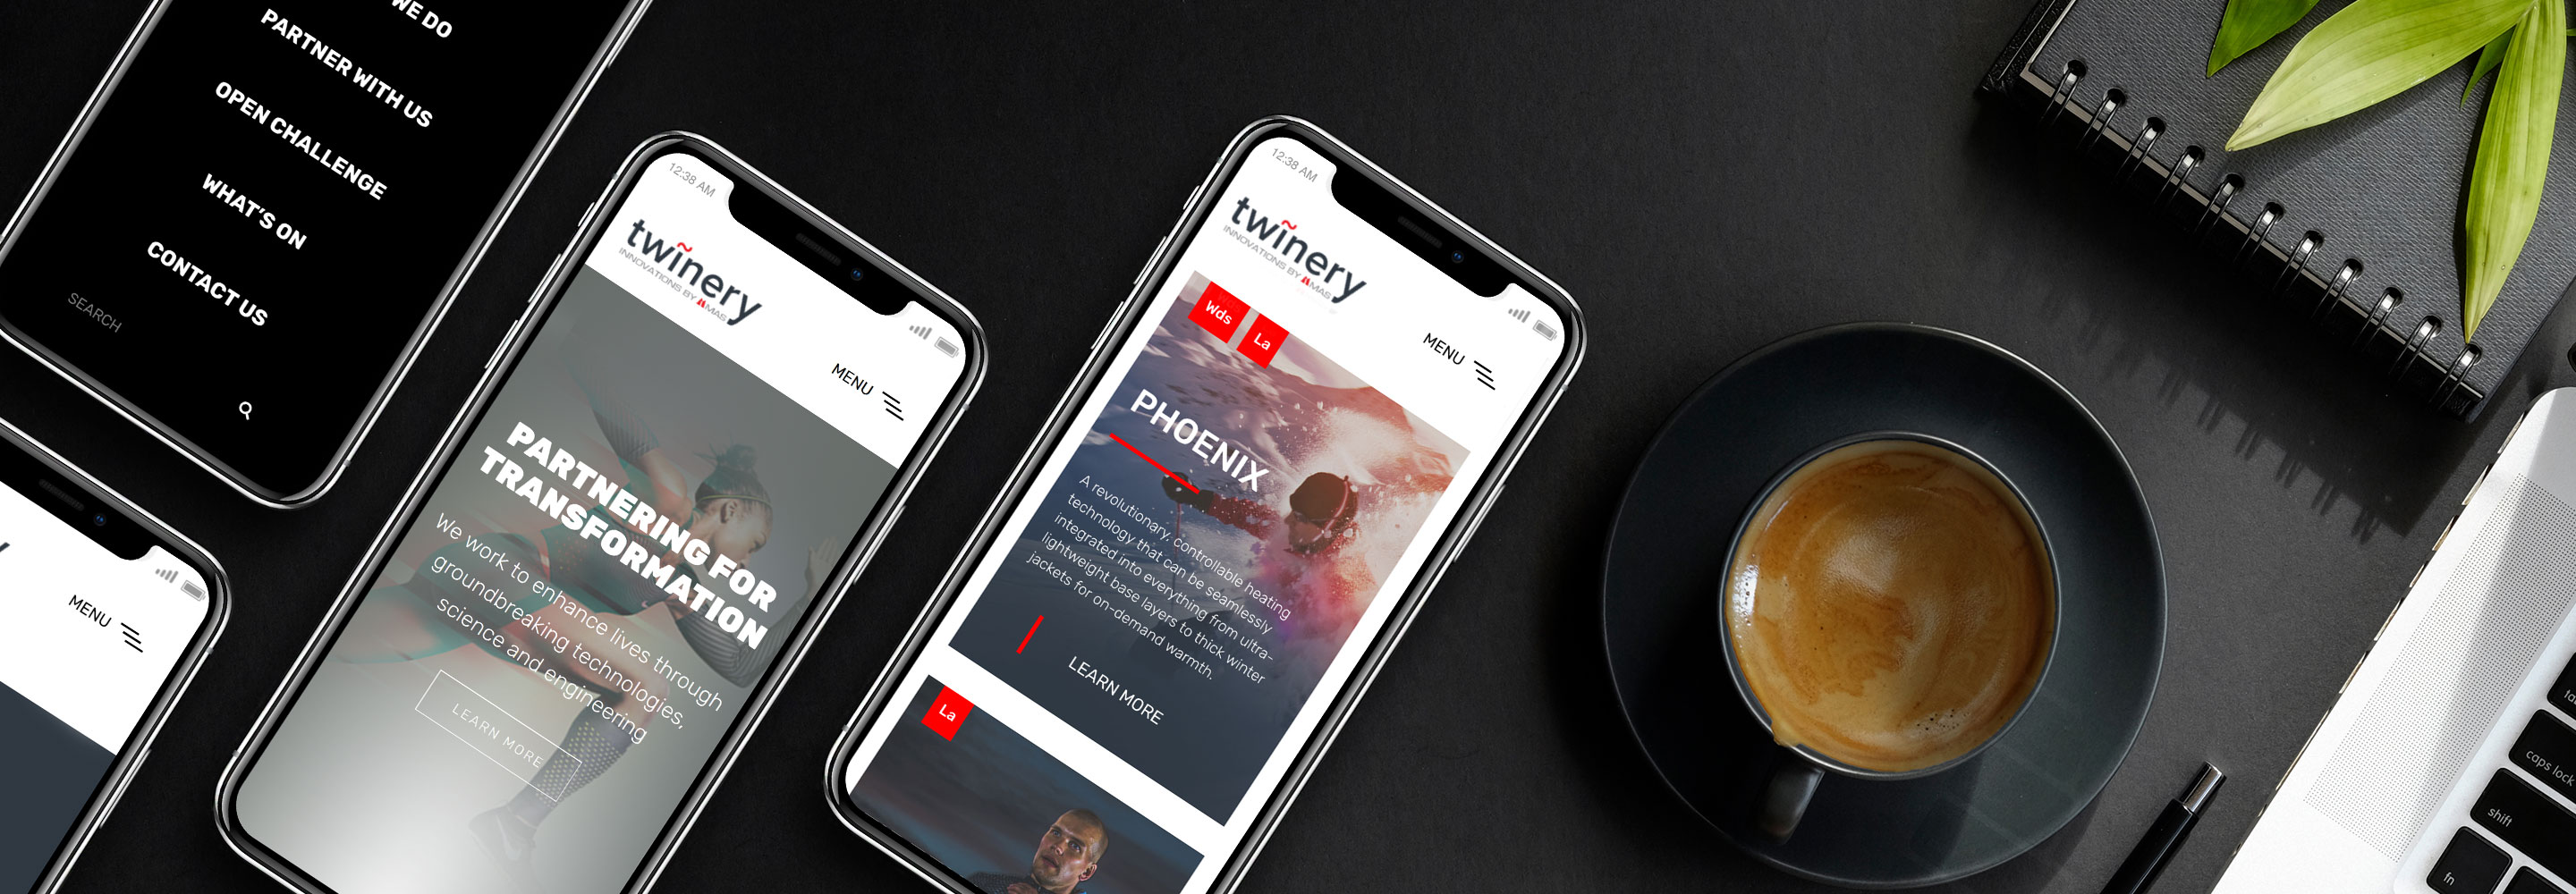 WE DO
PARTNER WITH US
OPEN CHALLENGE
WHAT'S ON
CONTACT US
SEARCH
MENU
12:38 AM
twĩnery
INNOVATIONS BY MAS
MENU
PARTNERING FOR
TRANSFORMATION
We work to enhance lives through
groundbreaking technologies,
science and engineering
LEARN MORE
12:38 AM
twĩnery
INNOVATIONS BY MAS
MENU
Wds
La
PHOENIX
A revolutionary, controllable heating
technology that can be seamlessly
integrated into everything from ultra-
lightweight base layers to thick winter
jackets for on-demand warmth.
LEARN MORE
La
caps lock
shift
fn